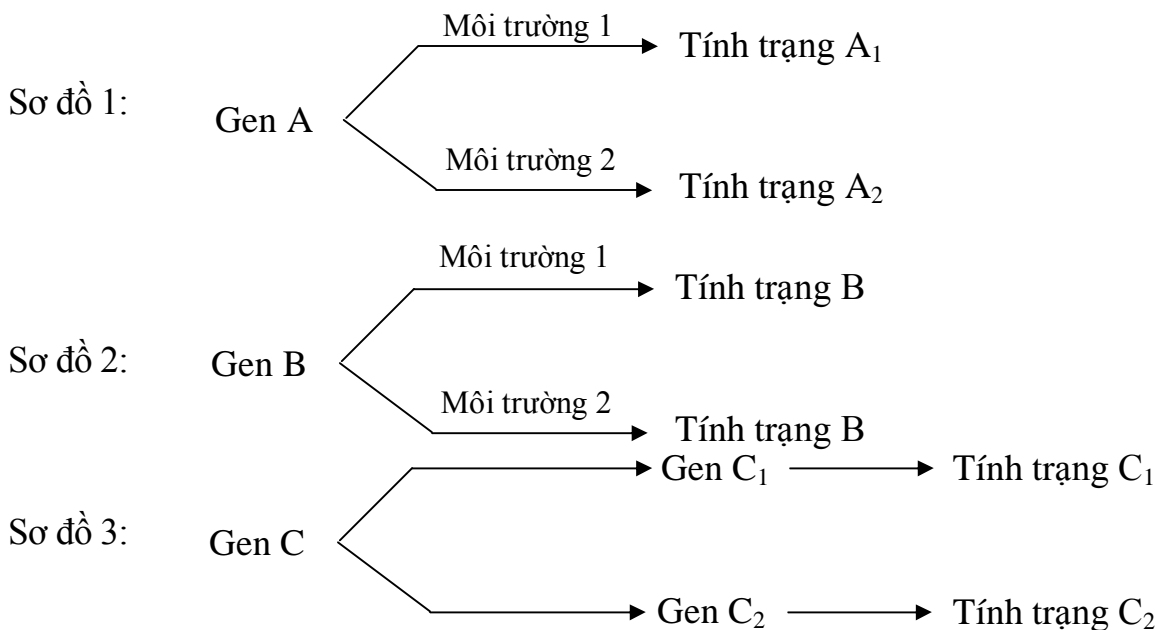 Môi trường 1
Tính trạng A₁
Sơ đồ 1:
Gen A
Môi trường 2
Tính trạng A₂
Môi trường 1
Tính trạng B
Sơ đồ 2:
Gen B
Môi trường 2
Tính trạng B
Gen C₁
Tính trạng C₁
Sơ đồ 3:
Gen C
Gen C₂
Tính trạng C₂